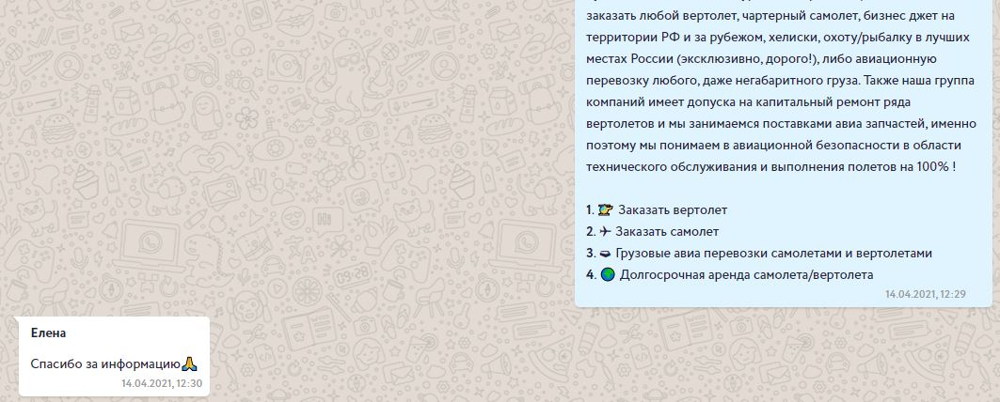 заказать любой вертолет, чартерный самолет, бизнес джет на
территории РФ и за рубежом, хелиски, охоту/рыбалку в лучших
местах России (эксклюзивно, дорого!), либо авиационную
перевозку любого, даже негабаритного груза. Также наша группа
компаний имеет допуска на капитальный ремонт ряда
вертолетов и мы занимаемся поставками авиа запчастей, именно
поэтому мы понимаем в авиационной безопасности в области
технического обслуживания и выполнения полетов на 100% !
1. 🚁 Заказать вертолет
2. ✈ Заказать самолет
3. 🕳 Грузовые авиа перевозки самолетами и вертолетами
4. 🌍 Долгосрочная аренда самолета/вертолета
14.04.2021, 12:29
Елена
Спасибо за информацию🙏
14.04.2021, 12:30
Hi